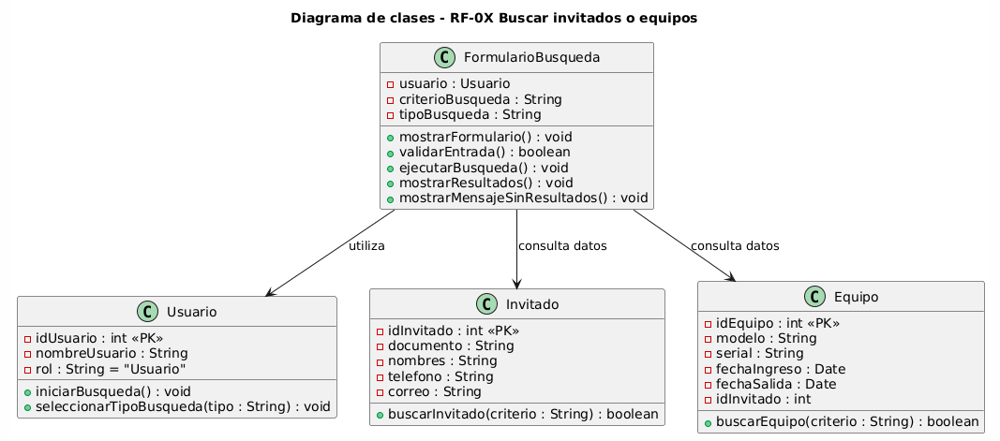 Diagrama de clases - RF-0X Buscar invitados o equipos
C FormularioBusqueda
usuario : Usuario
criterioBusqueda : String
tipoBusqueda : String
mostrarFormulario() : void
validarEntrada() : boolean
ejecutarBusqueda() : void
mostrarResultados() : void
mostrarMensajeSinResultados() : void
utiliza
consulta datos
consulta datos
C Usuario
idUsuario : int «PK»
nombreUsuario : String
rol : String = "Usuario"
iniciarBusqueda() : void
seleccionarTipoBusqueda(tipo : String) : void
C Invitado
idInvitado : int «PK»
documento : String
nombres : String
telefono : String
correo : String
buscarInvitado(criterio : String) : boolean
C Equipo
idEquipo : int «PK»
modelo : String
serial : String
fechaIngreso : Date
fechaSalida : Date
idInvitado : int
buscarEquipo(criterio : String) : boolean